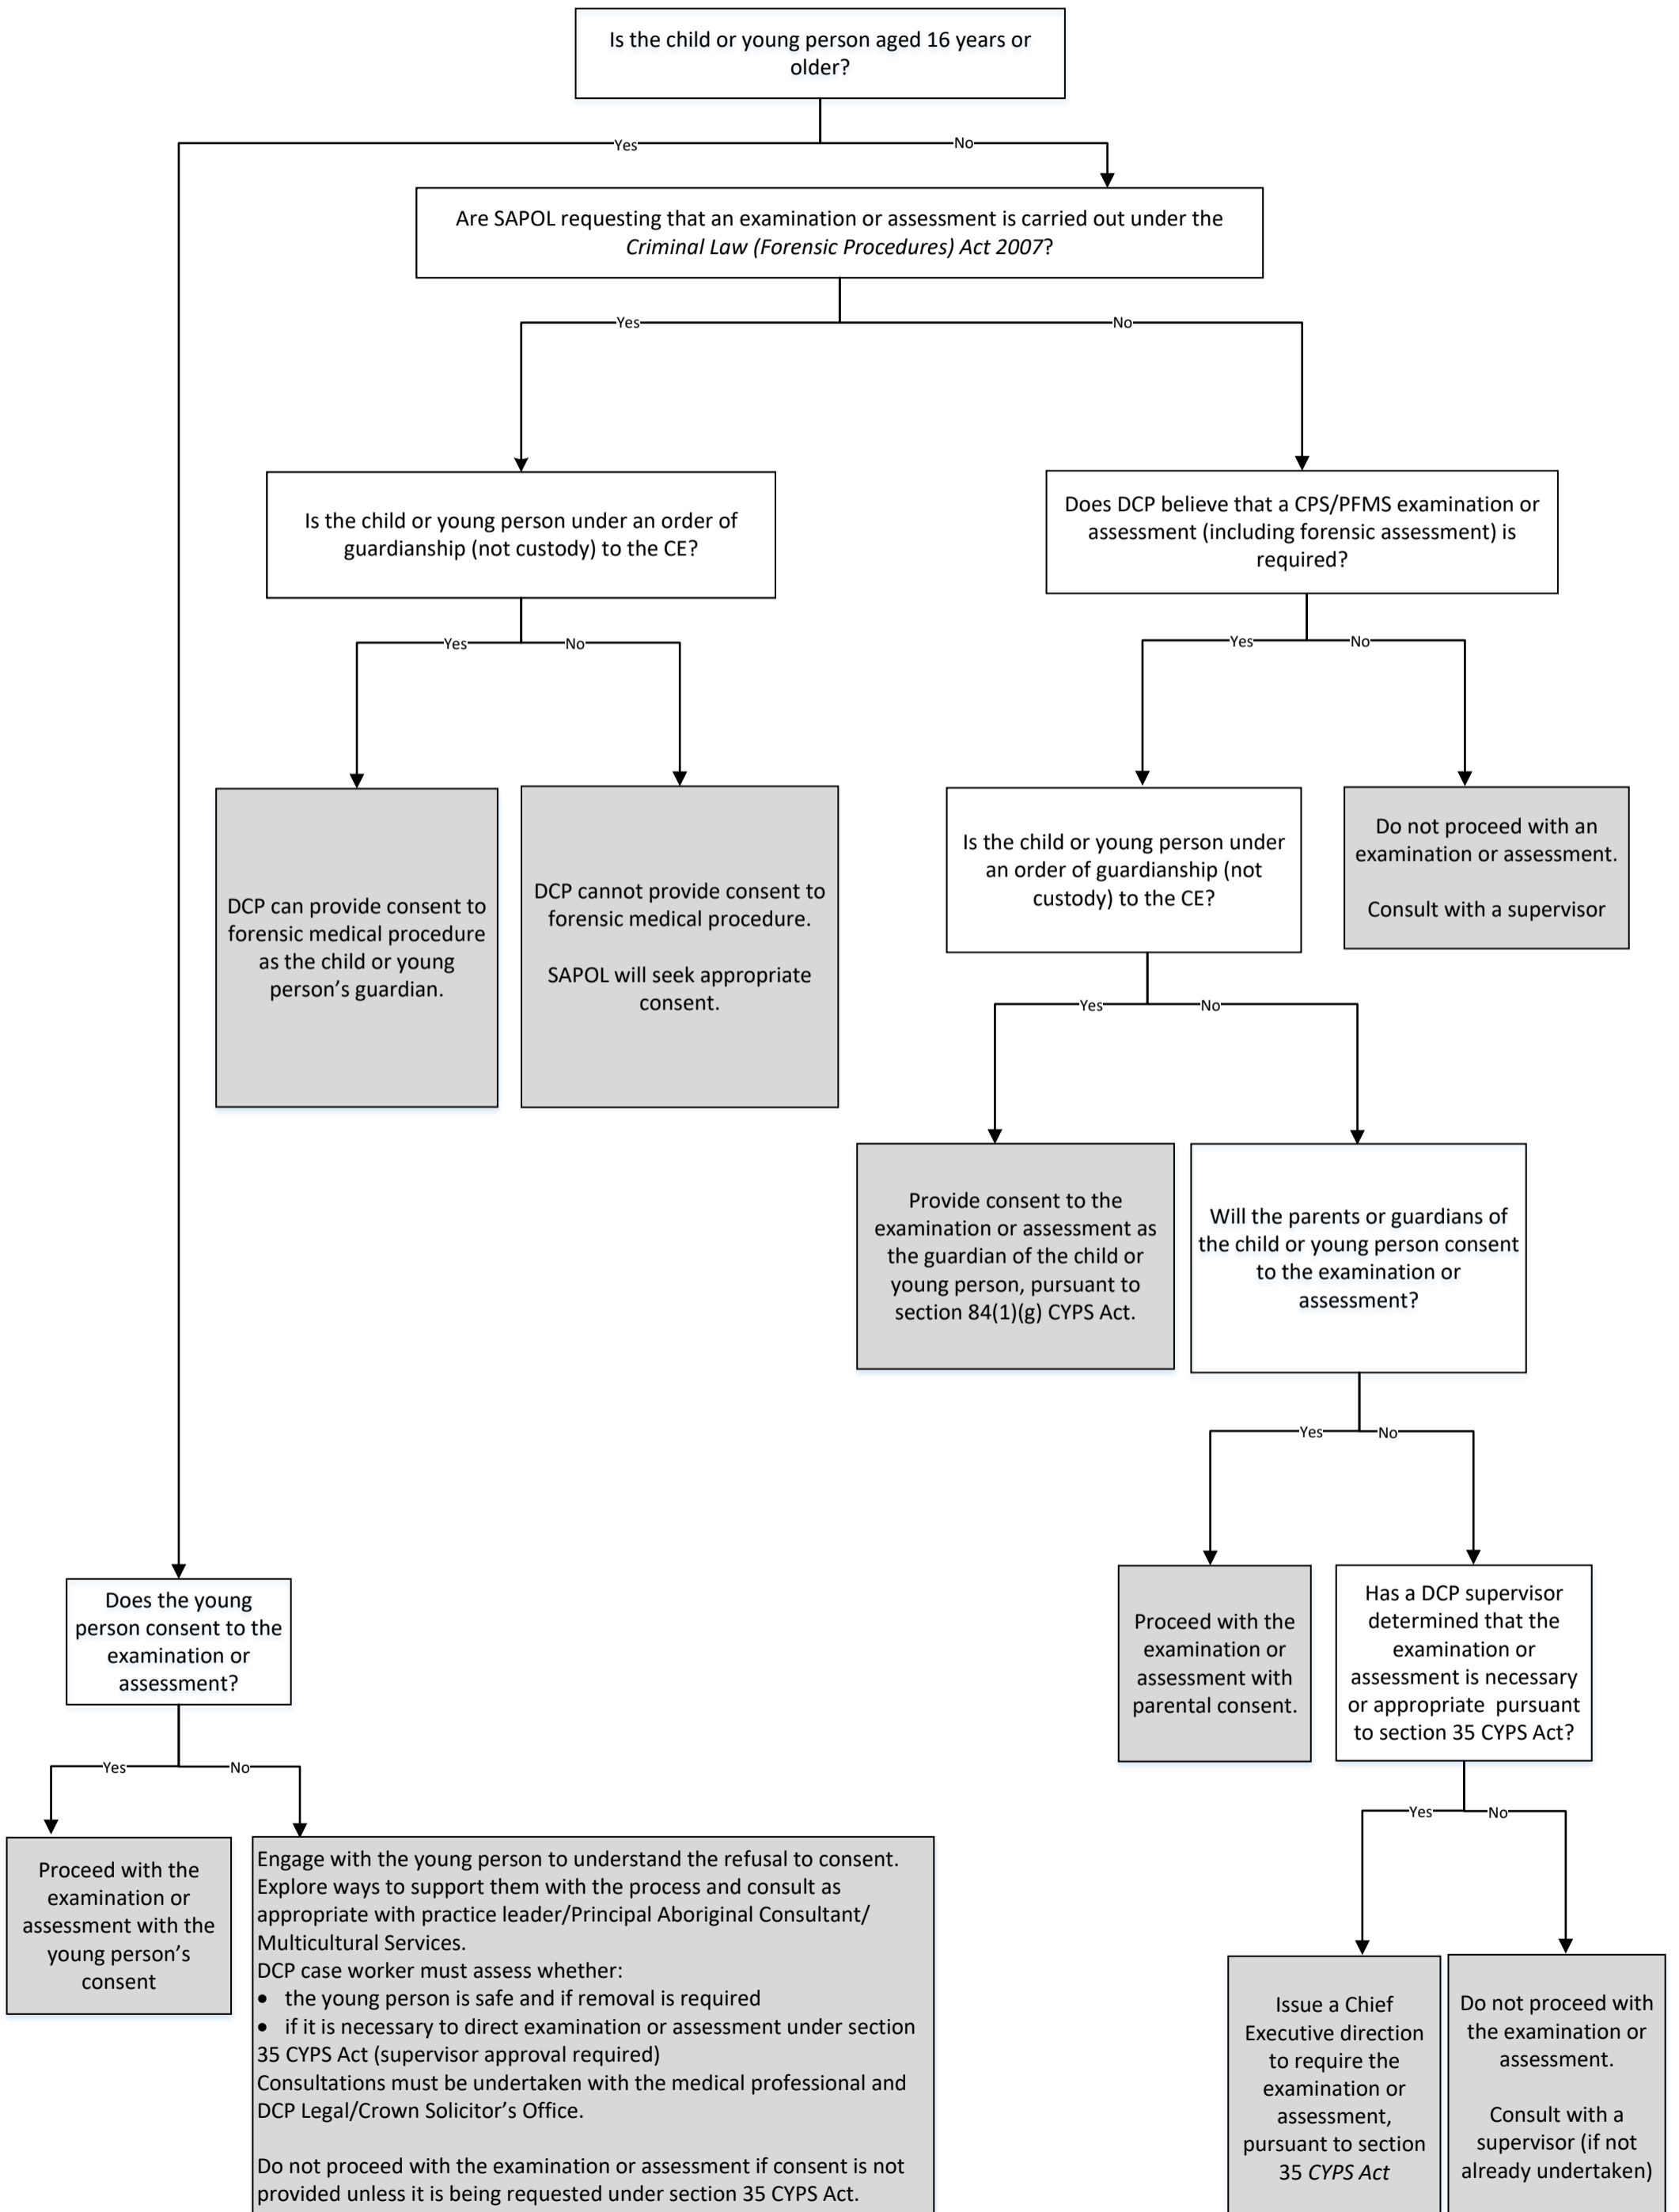 Is the child or young person aged 16 years or
older?
Yes
No
Are SAPOL requesting that an examination or assessment is carried out under the
Criminal Law (Forensic Procedures) Act 2007?
Yes
No
Is the child or young person under an order of
guardianship (not custody) to the CE?
Does DCP believe that a CPS/PFMS examination or
assessment (including forensic assessment) is
required?
Yes
No
Yes
No
DCP can provide consent to
forensic medical procedure
as the child or young
person’s guardian.
DCP cannot provide consent to
forensic medical procedure.
SAPOL will seek appropriate
consent.
Is the child or young person under
an order of guardianship (not
custody) to the CE?
Do not proceed with an
examination or assessment.
Consult with a supervisor
Yes
No
Provide consent to the
examination or assessment as
the guardian of the child or
young person, pursuant to
section 84(1)(g) CYPS Act.
Will the parents or guardians of
the child or young person consent
to the examination or
assessment?
Yes
No
Does the young
person consent to the
examination or
assessment?
Proceed with the
examination or
assessment with
parental consent.
Has a DCP supervisor
determined that the
examination or
assessment is necessary
or appropriate pursuant
to section 35 CYPS Act?
Yes
No
Yes
No
Proceed with the
examination or
assessment with the
young person’s
consent
Engage with the young person to understand the refusal to consent.
Explore ways to support them with the process and consult as
appropriate with practice leader/Principal Aboriginal Consultant/
Multicultural Services.
DCP case worker must assess whether:
• the young person is safe and if removal is required
• if it is necessary to direct examination or assessment under section
35 CYPS Act (supervisor approval required)
Consultations must be undertaken with the medical professional and
DCP Legal/Crown Solicitor’s Office.
Do not proceed with the examination or assessment if consent is not
provided unless it is being requested under section 35 CYPS Act.
Issue a Chief
Executive direction
to require the
examination or
assessment,
pursuant to section
35 CYPS Act
Do not proceed with
the examination or
assessment.
Consult with a
supervisor (if not
already undertaken)